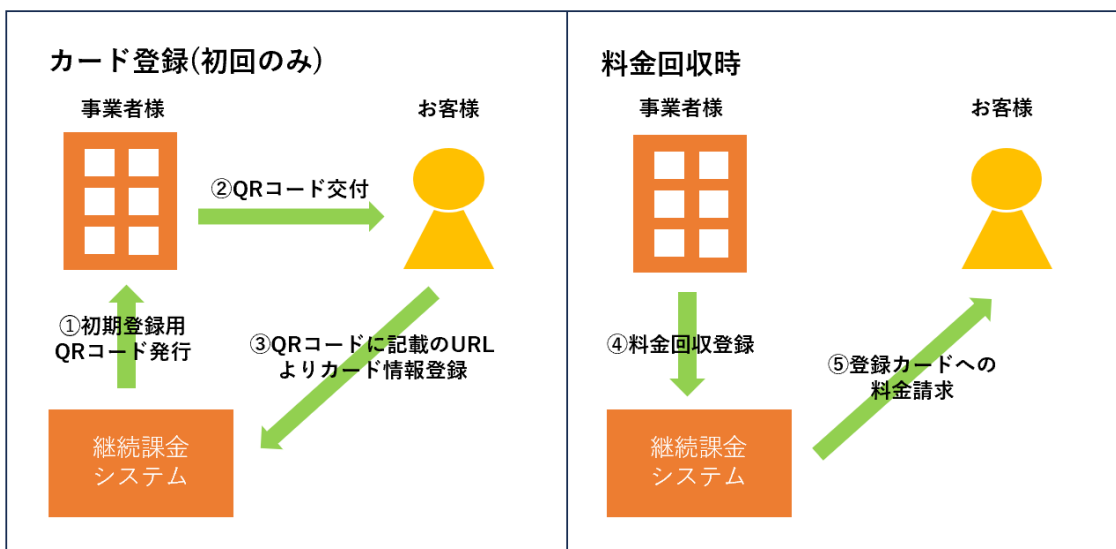 カード登録(初回のみ)
事業者様
お客様
②QRコード交付
①初期登録用
QRコード発行
③QRコードに記載のURL
よりカード情報登録
継続課金
システム
料金回収時
事業者様
お客様
④料金回収登録
⑤登録カードへの
料金請求
継続課金
システム